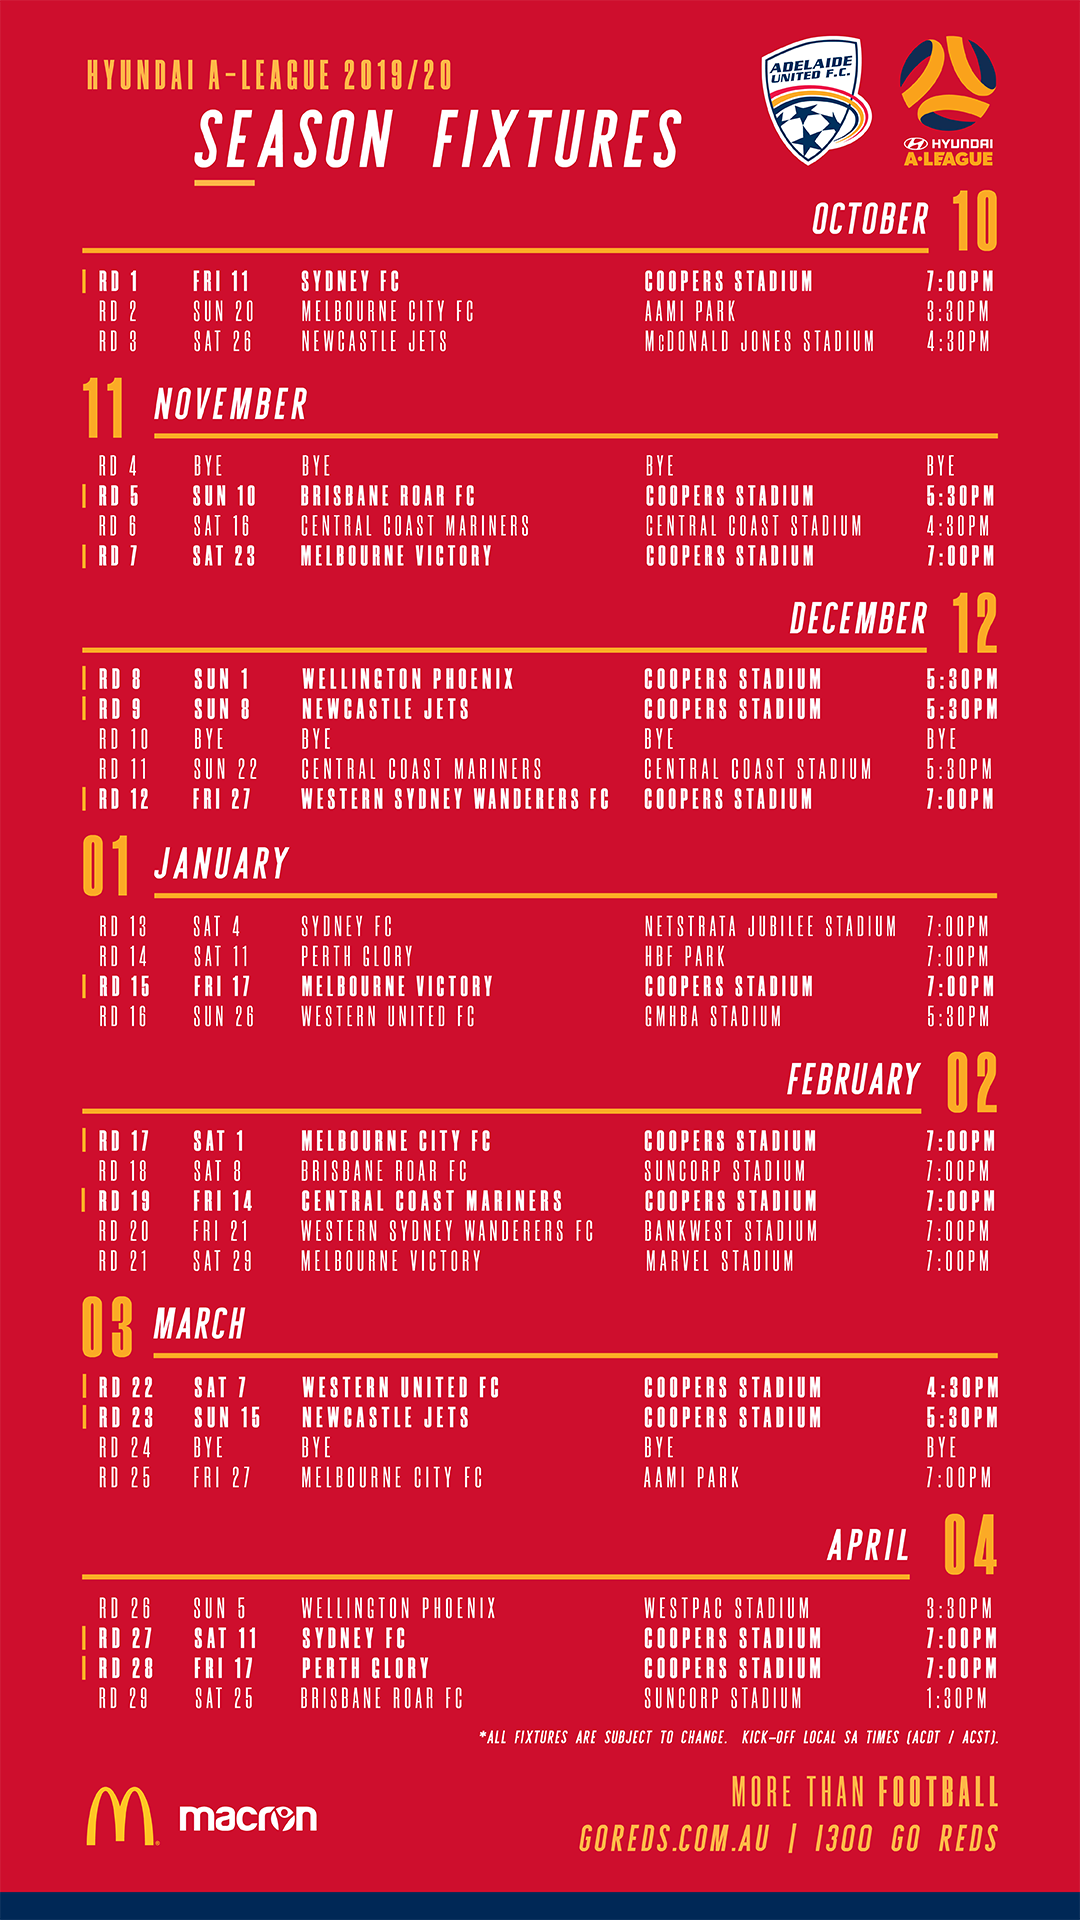 HYUNDAI A-LEAGUE 2019/20
SEASON FIXTURES
ADELAIDE
UNITED F.C.
HYUNDAI
A-LEAGUE
OCTOBER 10
RD 1 FRI 11 SYDNEY FC COOPERS STADIUM 7:00PM
RD 2 SUN 20 MELBOURNE CITY FC AAMI PARK 3:30PM
RD 3 SAT 26 NEWCASTLE JETS McDONALD JONES STADIUM 4:30PM
11 NOVEMBER
RD 4 BYE BYE BYE BYE
RD 5 SUN 10 BRISBANE ROAR FC COOPERS STADIUM 5:30PM
RD 6 SAT 16 CENTRAL COAST MARINERS CENTRAL COAST STADIUM 4:30PM
RD 7 SAT 23 MELBOURNE VICTORY COOPERS STADIUM 7:00PM
DECEMBER 12
RD 8 SUN 1 WELLINGTON PHOENIX COOPERS STADIUM 5:30PM
RD 9 SUN 8 NEWCASTLE JETS COOPERS STADIUM 5:30PM
RD 10 BYE BYE BYE BYE
RD 11 SUN 22 CENTRAL COAST MARINERS CENTRAL COAST STADIUM 5:30PM
RD 12 FRI 27 WESTERN SYDNEY WANDERERS FC COOPERS STADIUM 7:00PM
01 JANUARY
RD 13 SAT 4 SYDNEY FC NETSTRATA JUBILEE STADIUM 7:00PM
RD 14 SAT 11 PERTH GLORY HBF PARK 7:00PM
RD 15 FRI 17 MELBOURNE VICTORY COOPERS STADIUM 7:00PM
RD 16 SUN 26 WESTERN UNITED FC GMHBA STADIUM 5:30PM
FEBRUARY 02
RD 17 SAT 1 MELBOURNE CITY FC COOPERS STADIUM 7:00PM
RD 18 SAT 8 BRISBANE ROAR FC SUNCORP STADIUM 7:00PM
RD 19 FRI 14 CENTRAL COAST MARINERS COOPERS STADIUM 7:00PM
RD 20 FRI 21 WESTERN SYDNEY WANDERERS FC BANKWEST STADIUM 7:00PM
RD 21 SAT 29 MELBOURNE VICTORY MARVEL STADIUM 7:00PM
03 MARCH
RD 22 SAT 7 WESTERN UNITED FC COOPERS STADIUM 4:30PM
RD 23 SUN 15 NEWCASTLE JETS COOPERS STADIUM 5:30PM
RD 24 BYE BYE BYE BYE
RD 25 FRI 27 MELBOURNE CITY FC AAMI PARK 7:00PM
APRIL 04
RD 26 SUN 5 WELLINGTON PHOENIX WESTPAC STADIUM 3:30PM
RD 27 SAT 11 SYDNEY FC COOPERS STADIUM 7:00PM
RD 28 FRI 17 PERTH GLORY COOPERS STADIUM 7:00PM
RD 29 SAT 25 BRISBANE ROAR FC SUNCORP STADIUM 1:30PM
*ALL FIXTURES ARE SUBJECT TO CHANGE. KICK-OFF LOCAL SA TIMES (ACDT / ACST).
MORE THAN FOOTBALL
macron
GOREDS.COM.AU | 1300 GO REDS